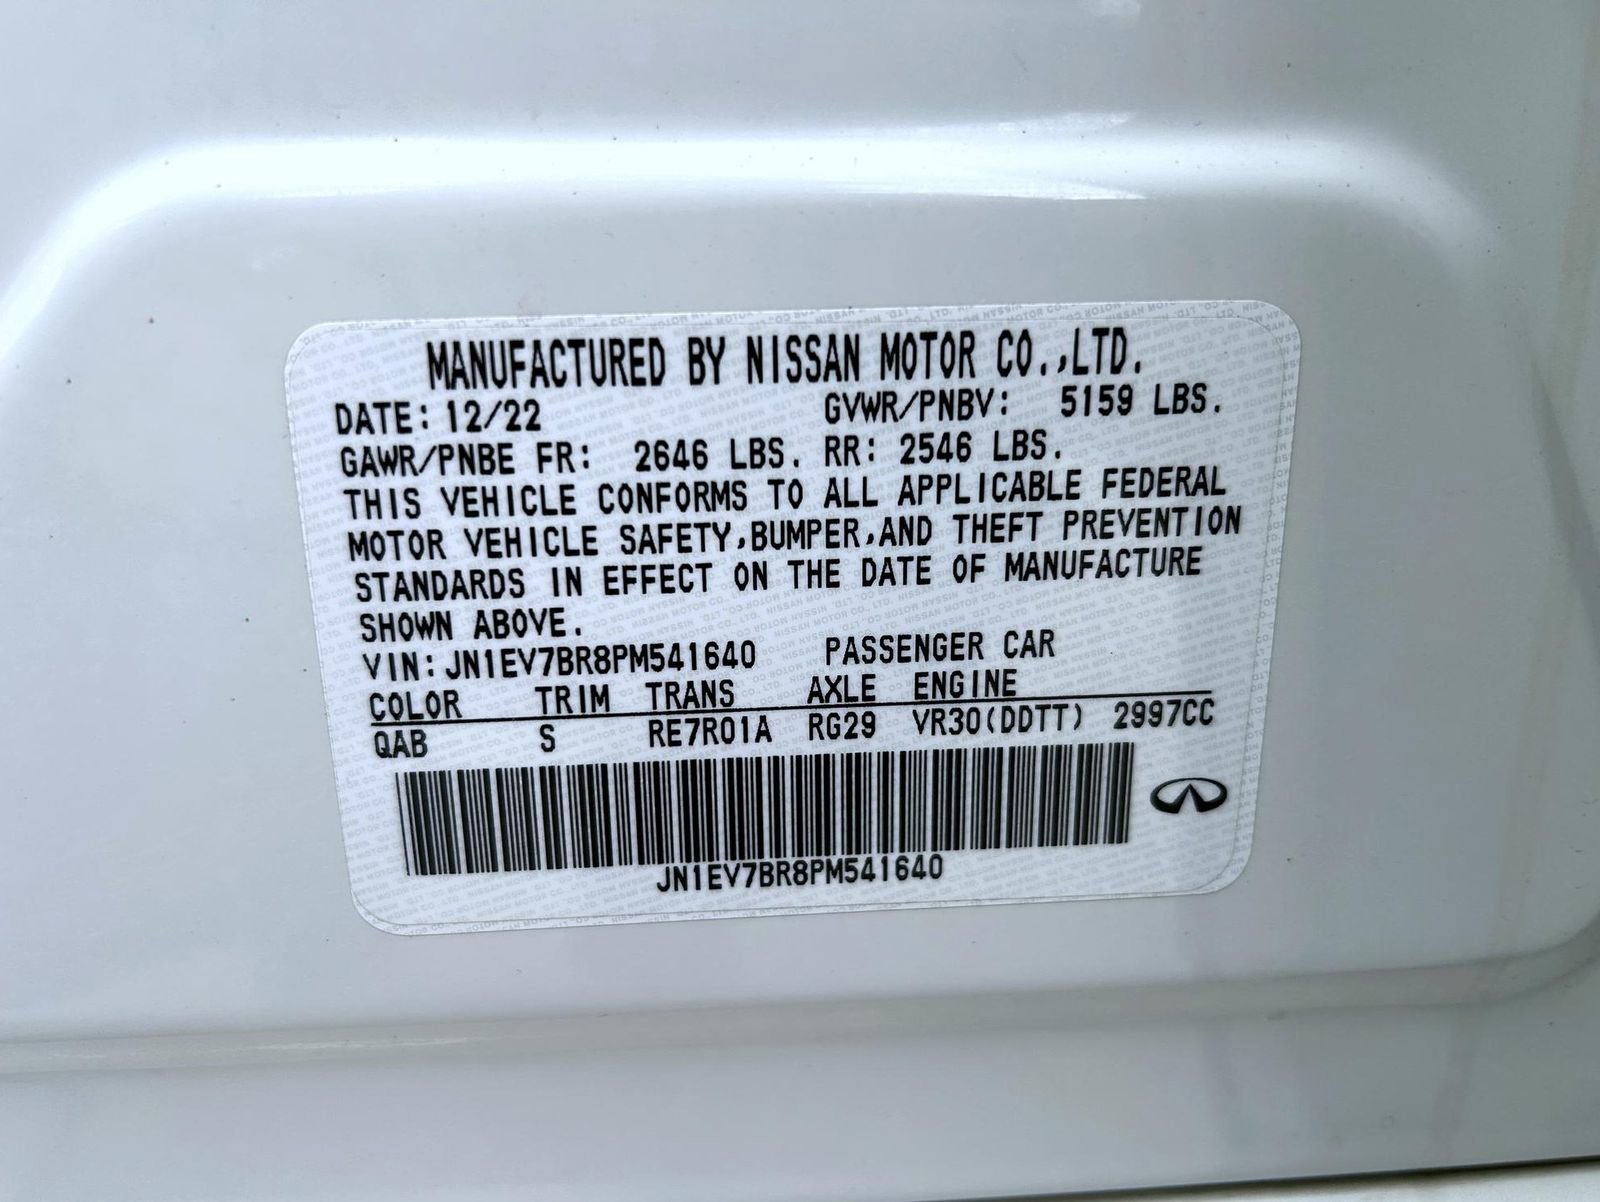 MANUFACTURED BY NISSAN MOTOR CO.,LTD.
DATE: 12/22 GVWR/PNBV: 5159 LBS.
GAWR/PNBE FR: 2646 LBS. RR: 2546 LBS.
THIS VEHICLE CONFORMS TO ALL APPLICABLE FEDERAL
MOTOR VEHICLE SAFETY,BUMPER,AND THEFT PREVENTION
STANDARDS IN EFFECT ON THE DATE OF MANUFACTURE
SHOWN ABOVE.
VIN: JN1EV7BR8PM541640 PASSENGER CAR
COLOR TRIM TRANS AXLE ENGINE
QAB S RE7R01A RG29 VR30(DDTT) 2997CC
JN1EV7BR8PM541640